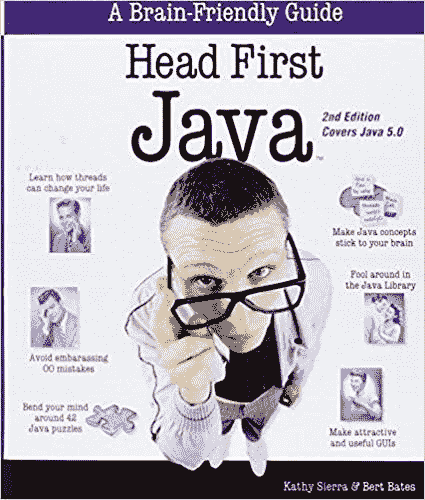 A Brain-Friendly Guide
Head First
Java
™
2nd Edition
Covers Java 5.0
Learn how threads
can change your life
Make Java concepts
stick to your brain
Fool around in
the Java Library
Avoid embarassing
OO mistakes
Bend your mind
around 42
Java puzzles
Make attractive
and useful GUIs
Kathy Sierra & Bert Bates